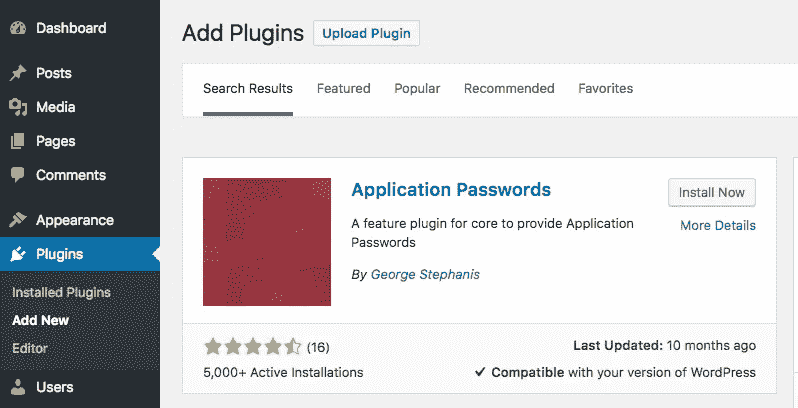 Dashboard
Posts
Media
Pages
Comments
Appearance
Plugins
Installed Plugins
Add New
Editor
Users
Add Plugins Upload Plugin
Search Results Featured Popular Recommended Favorites
Application Passwords Install Now
More Details
A feature plugin for core to provide Application
Passwords
By George Stephanis
(16) Last Updated: 10 months ago
5,000+ Active Installations Compatible with your version of WordPress